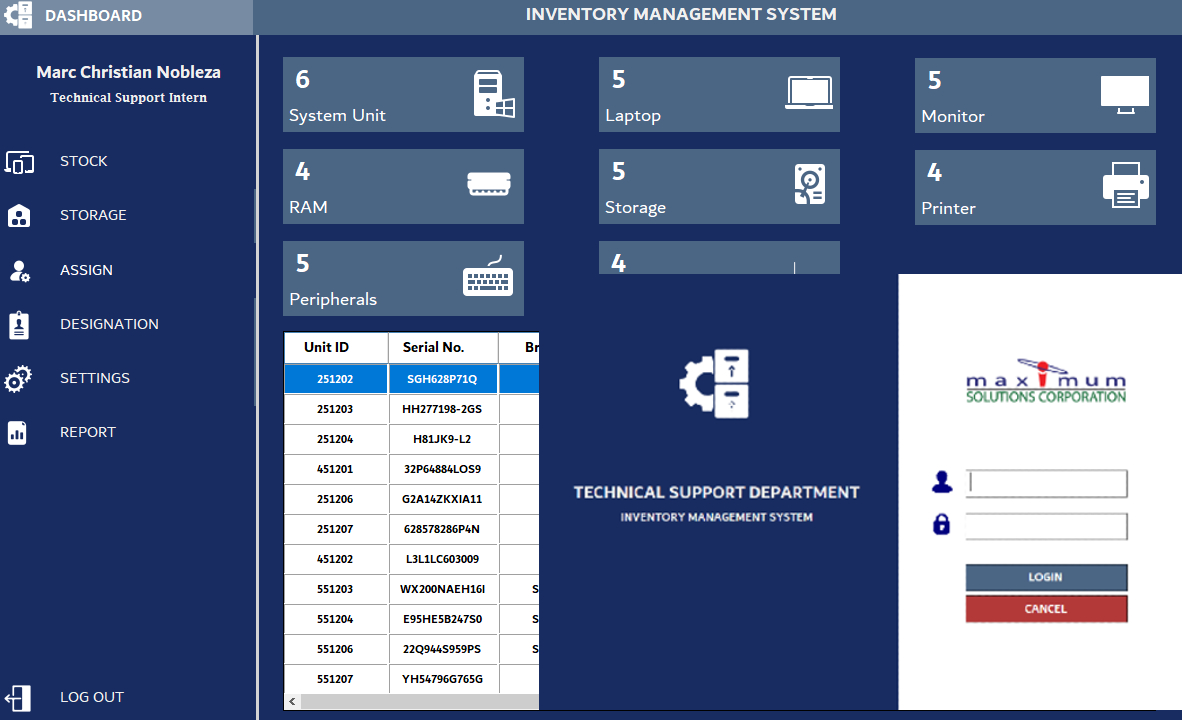 DASHBOARD
INVENTORY MANAGEMENT SYSTEM
Marc Christian Nobleza
Technical Support Intern
STOCK
STORAGE
ASSIGN
DESIGNATION
SETTINGS
REPORT
LOG OUT
6
System Unit
5
Laptop
5
Monitor
4
RAM
5
Storage
4
Printer
5
Peripherals
4
Unit ID Serial No. Br
251202 SGH628P71Q
251203 HH277198-2GS
251204 H81JK9-L2
451201 32P64884LOS9
251206 G2A14ZKXIA11
251207 628578286P4N
451202 L3L1LC603009
551203 WX200NAEH16I S
551204 E95HE5B247S0 S
551206 22Q944S959PS S
551207 YH54796G765G
TECHNICAL SUPPORT DEPARTMENT
INVENTORY MANAGEMENT SYSTEM
maximum
SOLUTIONS CORPORATION
LOGIN
CANCEL